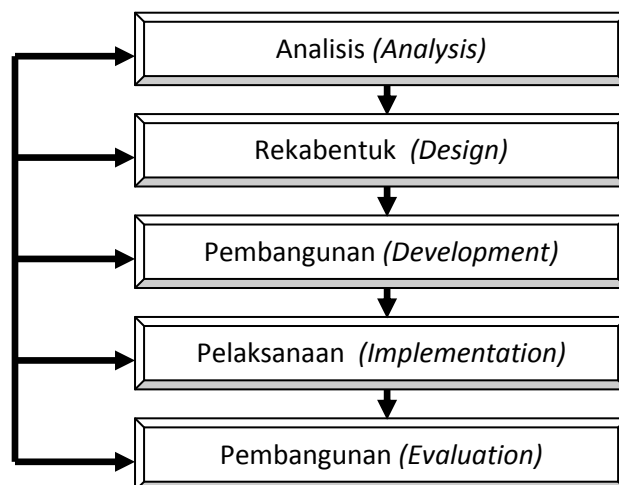 Analisis (Analysis)
Rekabentuk (Design)
Pembangunan (Development)
Pelaksanaan (Implementation)
Pembangunan (Evaluation)